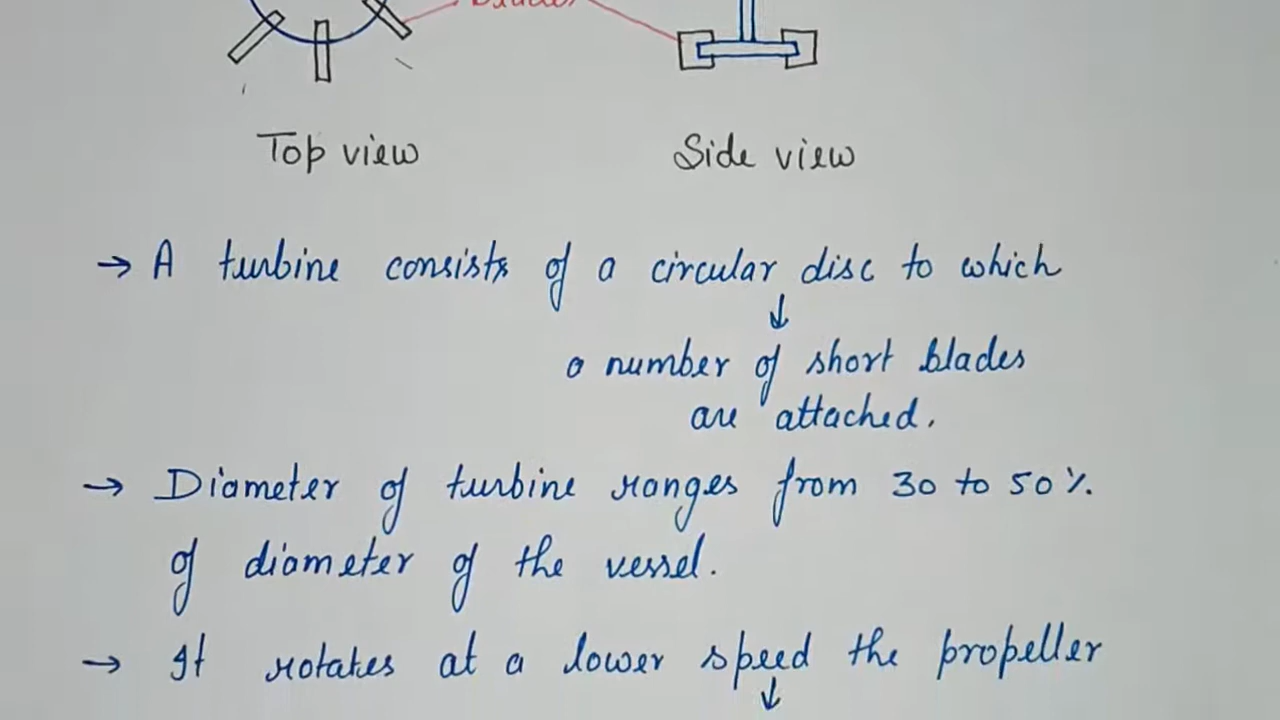 Top view
Side view
→ A turbine consists of a circular disc to which
↓
a number of short blades
are attached.
→ Diameter of turbine ranges from 30 to 50%
of diameter of the vessel.
→ It rotates at a lower speed the propeller
↓